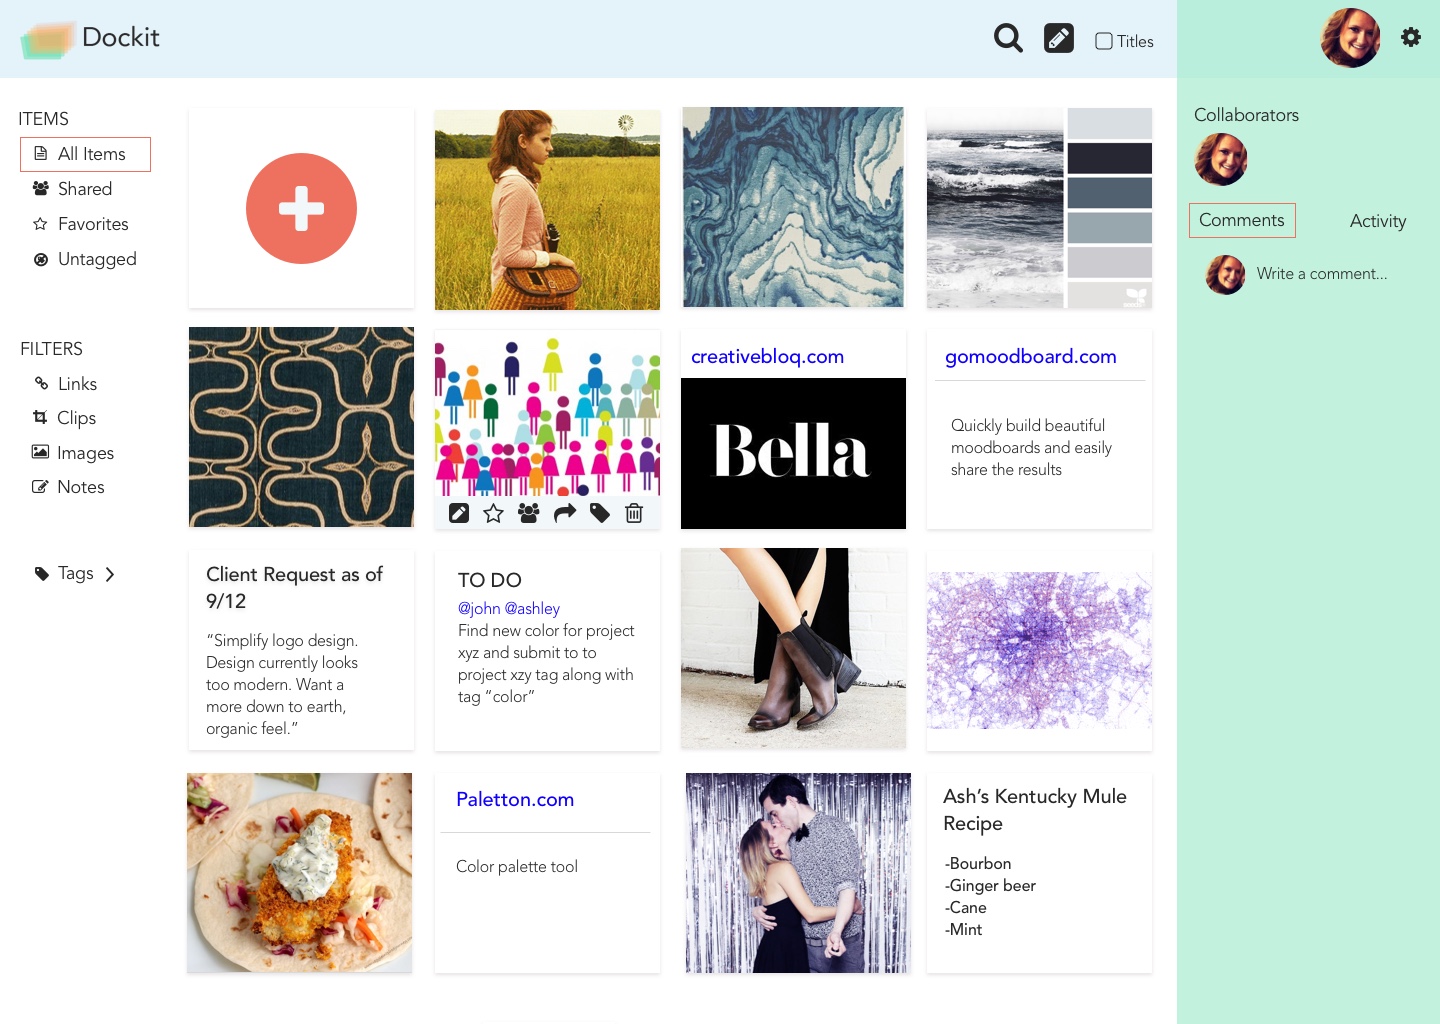 Dockit
Titles
ITEMS
All Items
Shared
Favorites
Untagged
FILTERS
Links
Clips
Images
Notes
Tags
creativebloq.com
Bella
gomoodboard.com
Quickly build beautiful
moodboards and easily
share the results
Client Request as of
9/12
“Simplify logo design.
Design currently looks
too modern. Want a
more down to earth,
organic feel.”
TO DO
@john @ashley
Find new color for project
xyz and submit to to
project xzy tag along with
tag “color”
Paletton.com
Color palette tool
Ash’s Kentucky Mule
Recipe
-Bourbon
-Ginger beer
-Cane
-Mint
Collaborators
Comments
Activity
Write a comment...